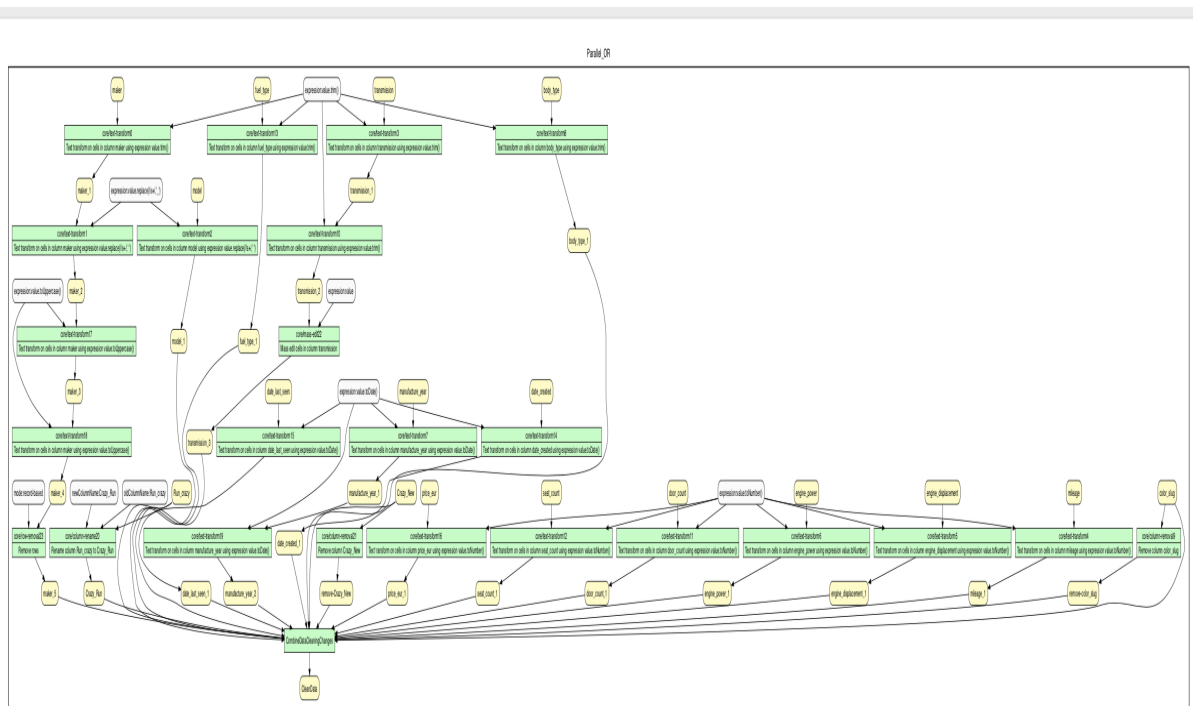 Parallel_OR
maker
fuel_type
expression:value.trim()
transmission
body_type
core/text-transform0
Text transform on cells in column maker using expression value.trim()
core/text-transform13
Text transform on cells in column fuel_type using expression value.trim()
core/text-transform3
Text transform on cells in column transmission using expression value.trim()
core/text-transform8
Text transform on cells in column body_type using expression value.trim()
maker_1
model
transmission_1
core/text-transform1
core/text-transform2
core/text-transform10
Text transform on cells in column transmission using expression value.trim()
body_type_1
expression:value.toUppercase()
maker_2
transmission_2
expression:value
core/text-transform17
Text transform on cells in column maker using expression value.toUppercase()
core/mass-edit22
Mass edit cells in column transmission
model_1
fuel_type_1
maker_3
date_last_seen
expression:value.toDate()
manufacture_year
date_created
core/text-transform18
Text transform on cells in column maker using expression value.toUppercase()
transmission_3
core/text-transform15
Text transform on cells in column date_last_seen using expression value.toDate()
core/text-transform7
Text transform on cells in column manufacture_year using expression value.toDate()
core/text-transform14
Text transform on cells in column date_created using expression value.toDate()
mode:record-based
maker_4
newColumnName:Crazy_Run
oldColumnName:Run_crazy
Run_crazy
manufacture_year_1
Crazy_New
price_eur
seat_count
door_count
expression:value.toNumber()
engine_power
engine_displacement
mileage
color_slug
core/row-removal23
Remove rows
core/column-rename20
Rename column Run_crazy to Crazy_Run
core/text-transform19
Text transform on cells in column manufacture_year using expression value.toDate()
date_created_1
core/column-removal21
Remove column Crazy_New
core/text-transform16
Text transform on cells in column price_eur using expression value.toNumber()
core/text-transform12
Text transform on cells in column seat_count using expression value.toNumber()
core/text-transform11
Text transform on cells in column door_count using expression value.toNumber()
core/text-transform6
Text transform on cells in column engine_power using expression value.toNumber()
core/text-transform5
Text transform on cells in column engine_displacement using expression value.toNumber()
core/text-transform4
Text transform on cells in column mileage using expression value.toNumber()
core/column-removal9
Remove column color_slug
maker_5
Crazy_Run
date_last_seen_1
manufacture_year_2
remove-Crazy_New
price_eur_1
seat_count_1
door_count_1
engine_power_1
engine_displacement_1
mileage_1
remove-color_slug
CombineDataCleaningChanges
CleanData